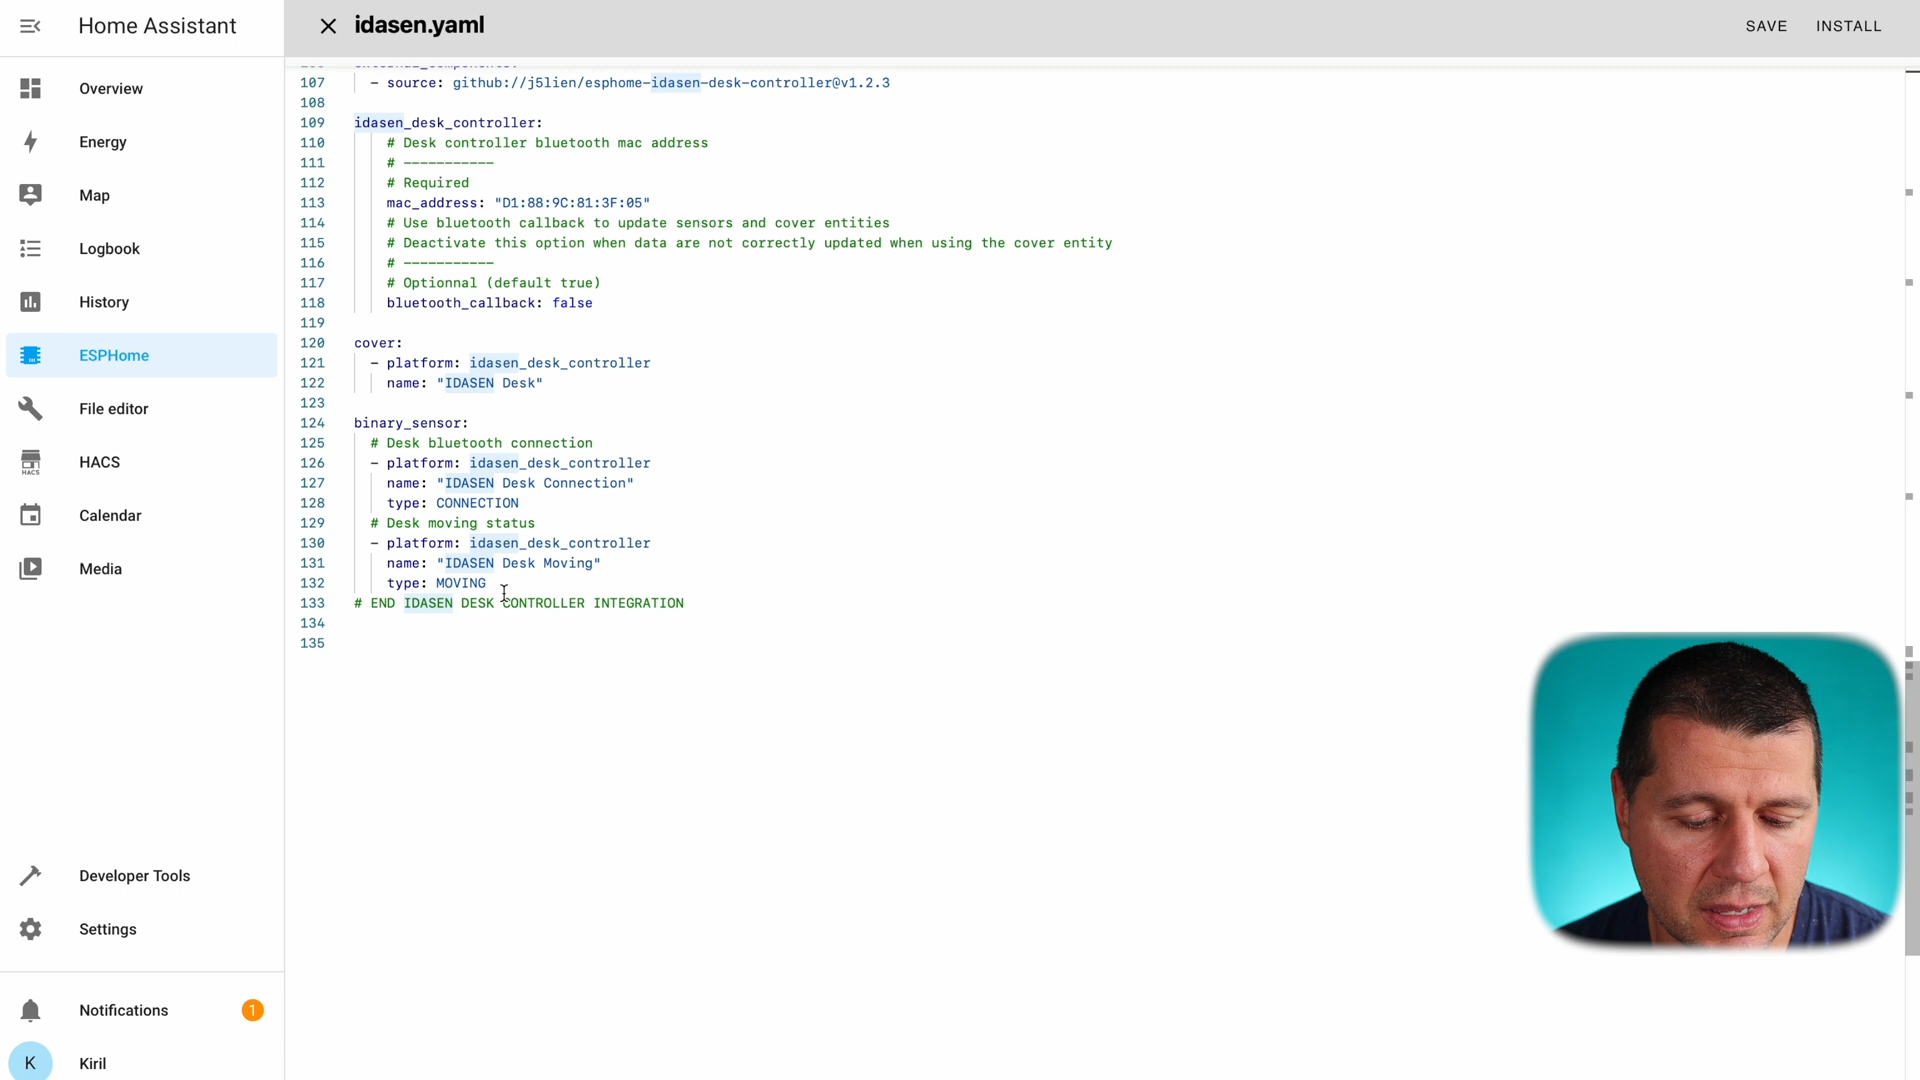 Home Assistant
idasen.yaml
SAVE
INSTALL
Overview
Energy
Map
Logbook
History
ESPHome
File editor
HACS
HACS
Calendar
Media
Developer Tools
Settings
Notifications
1
K
Kiril
107 - source: github://j5lien/esphome-idasen-desk-controller@v1.2.3
108
109 idasen_desk_controller:
110 # Desk controller bluetooth mac address
111 # -----------
112 # Required
113 mac_address: "D1:88:9C:81:3F:05"
114 # Use bluetooth callback to update sensors and cover entities
115 # Deactivate this option when data are not correctly updated when using the cover entity
116 # -----------
117 # Optionnal (default true)
118 bluetooth_callback: false
119
120 cover:
121 - platform: idasen_desk_controller
122 name: "IDASEN Desk"
123
124 binary_sensor:
125 # Desk bluetooth connection
126 - platform: idasen_desk_controller
127 name: "IDASEN Desk Connection"
128 type: CONNECTION
129 # Desk moving status
130 - platform: idasen_desk_controller
131 name: "IDASEN Desk Moving"
132 type: MOVING
133 # END IDASEN DESK CONTROLLER INTEGRATION
134
135